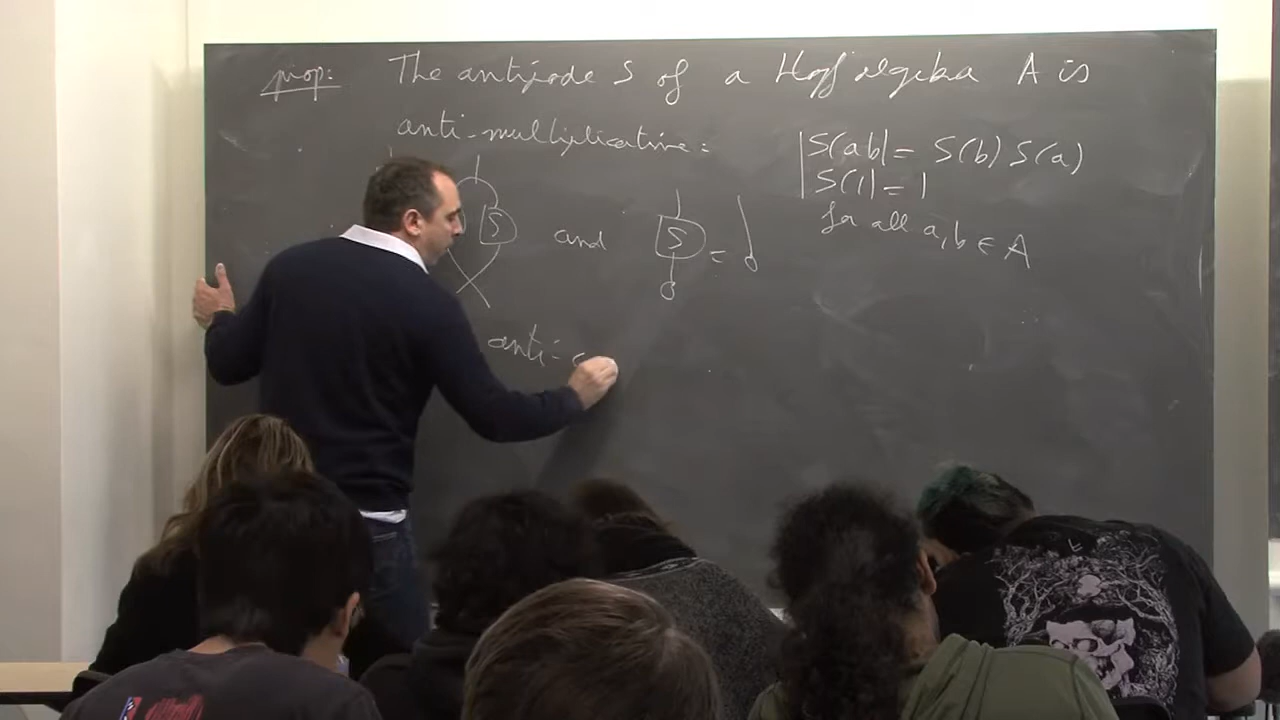 prop: The antipode S of a Hopf algebra A is
anti-multiplicative:
S(ab) = S(b) S(a)
S(1) = 1
for all a, b ∈ A
S and S =
anti-